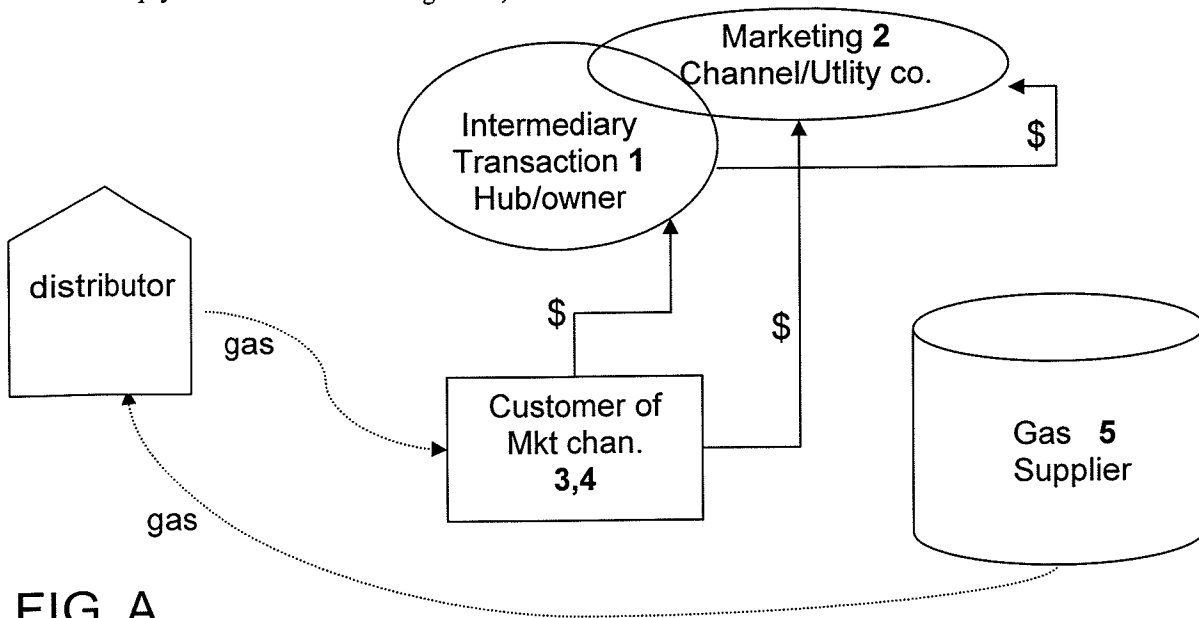 Marketing 2
Channel/Utlity co.
Intermediary
Transaction 1
Hub/owner
$
distributor
$
$
gas
Customer of
Mkt chan.
3,4
Gas 5
Supplier
gas
FIG. A